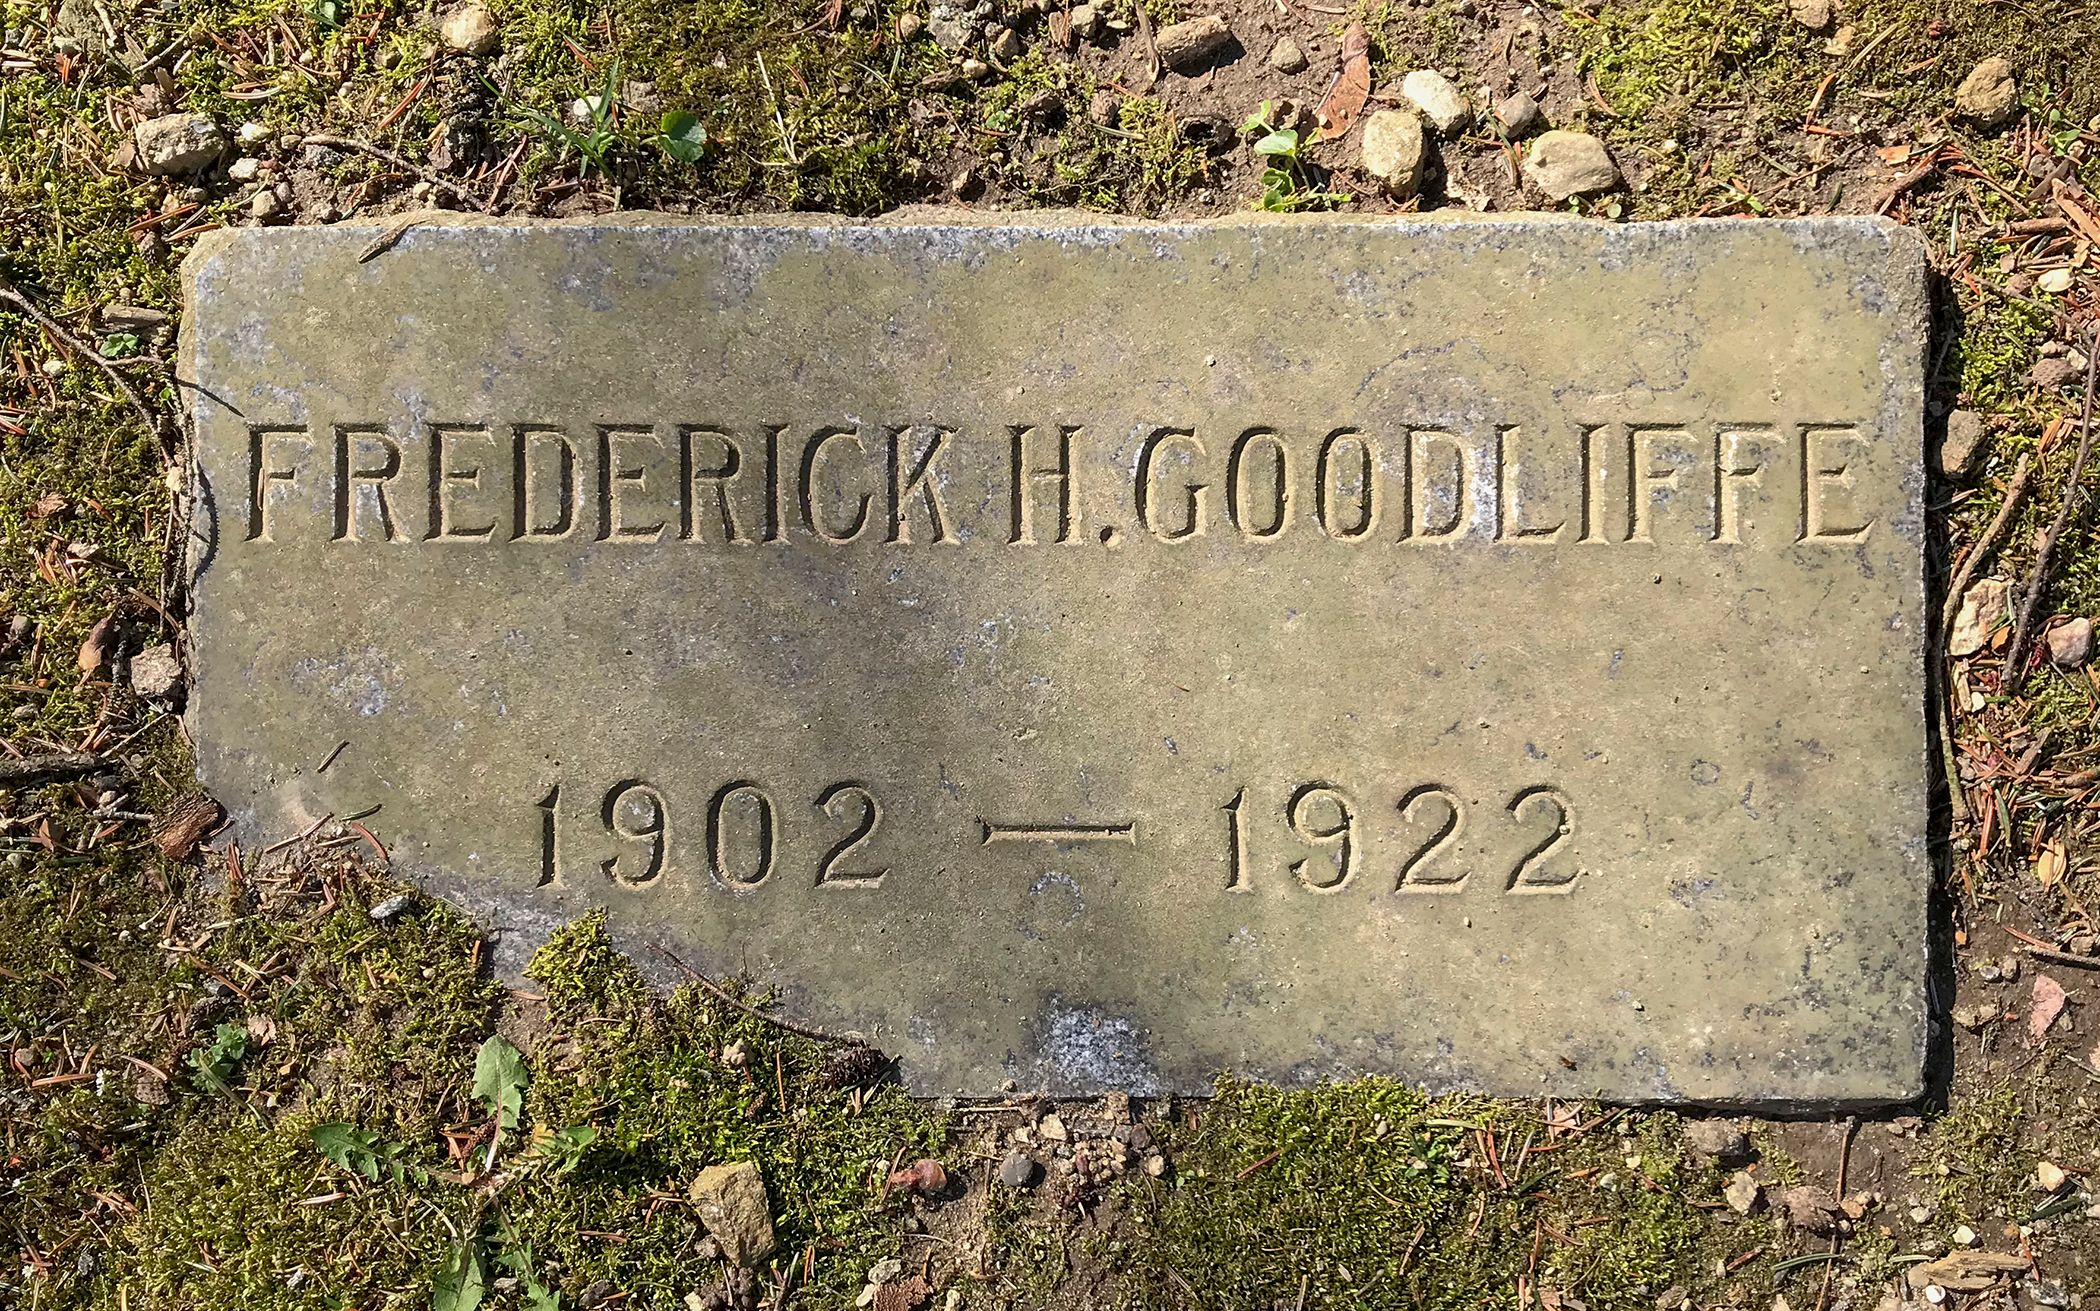 FREDERICK H. GOODLIFFE
1902 — 1922